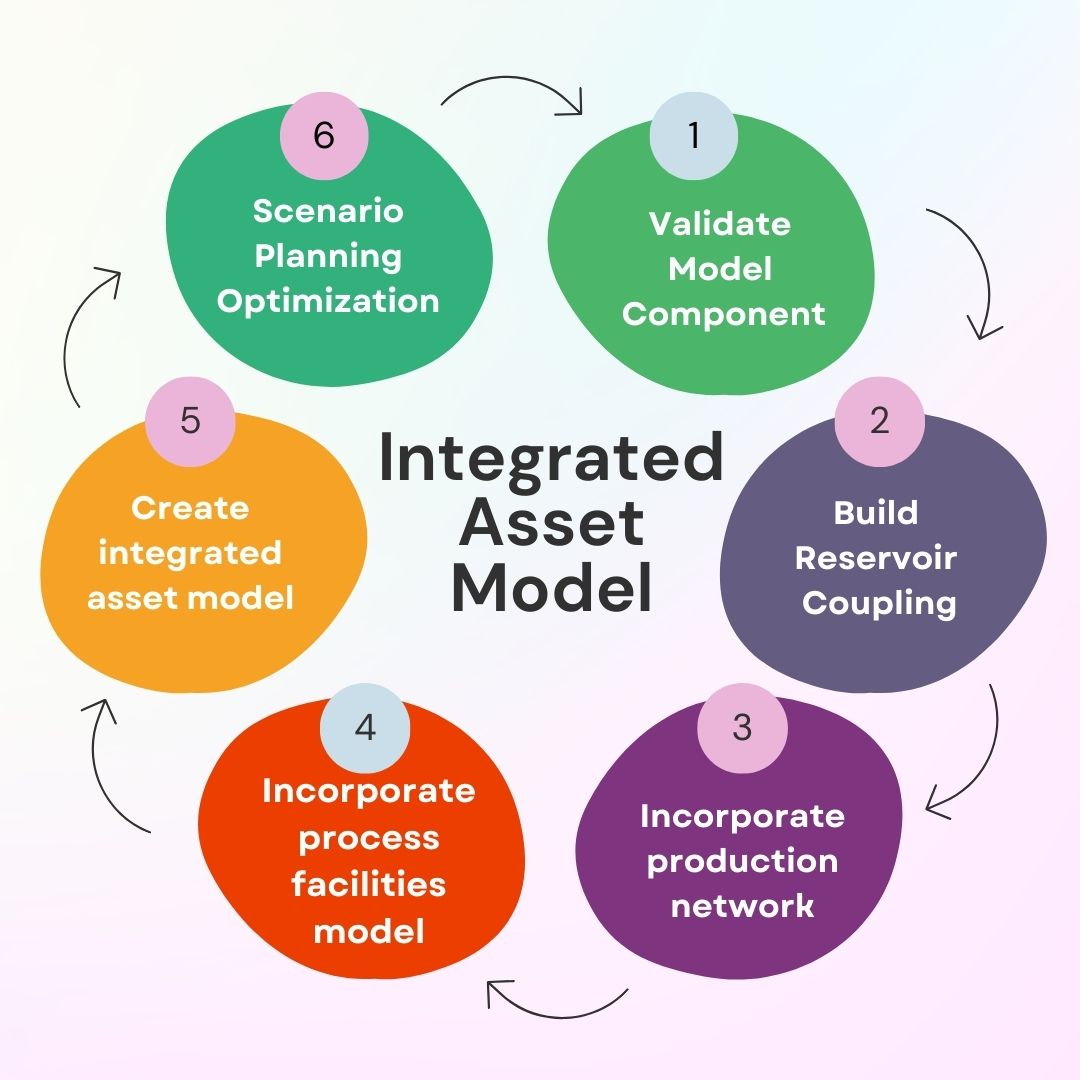 Integrated
Asset
Model
1
Validate
Model
Component
2
Build
Reservoir
Coupling
3
Incorporate
production
network
4
Incorporate
process
facilities
model
5
Create
integrated
asset model
6
Scenario
Planning
Optimization